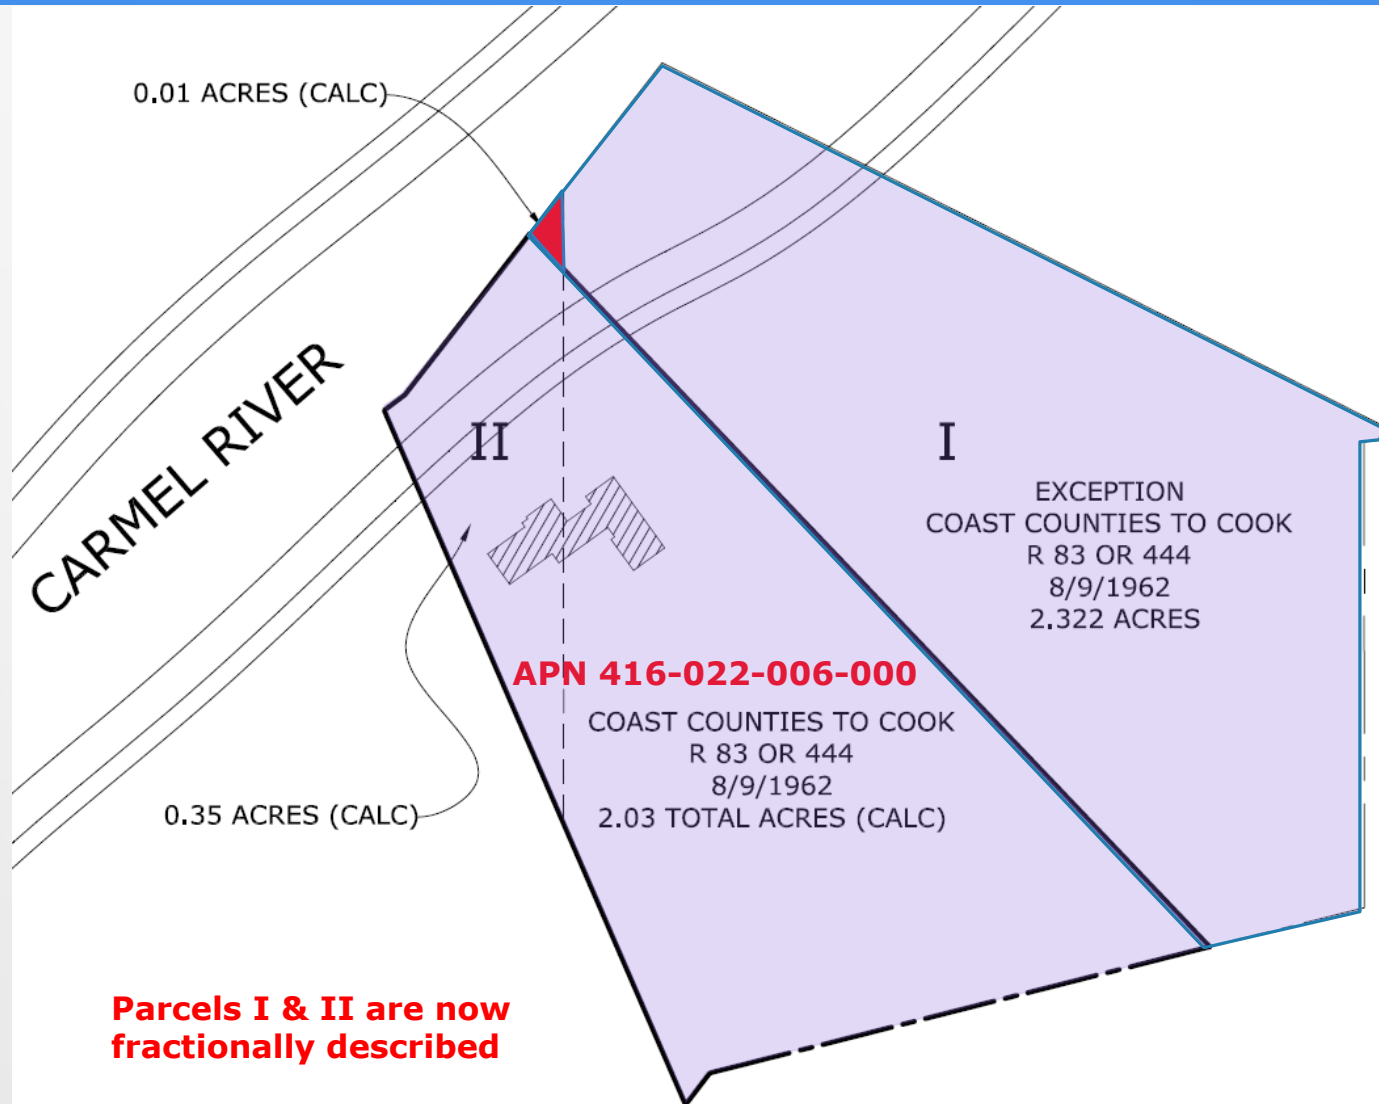 0.01 ACRES (CALC)
CARMEL RIVER
II
I
EXCEPTION
COAST COUNTIES TO COOK
R 83 OR 444
8/9/1962
2.322 ACRES
APN 416-022-006-000
COAST COUNTIES TO COOK
R 83 OR 444
8/9/1962
2.03 TOTAL ACRES (CALC)
0.35 ACRES (CALC)
Parcels I & II are now
fractionally described